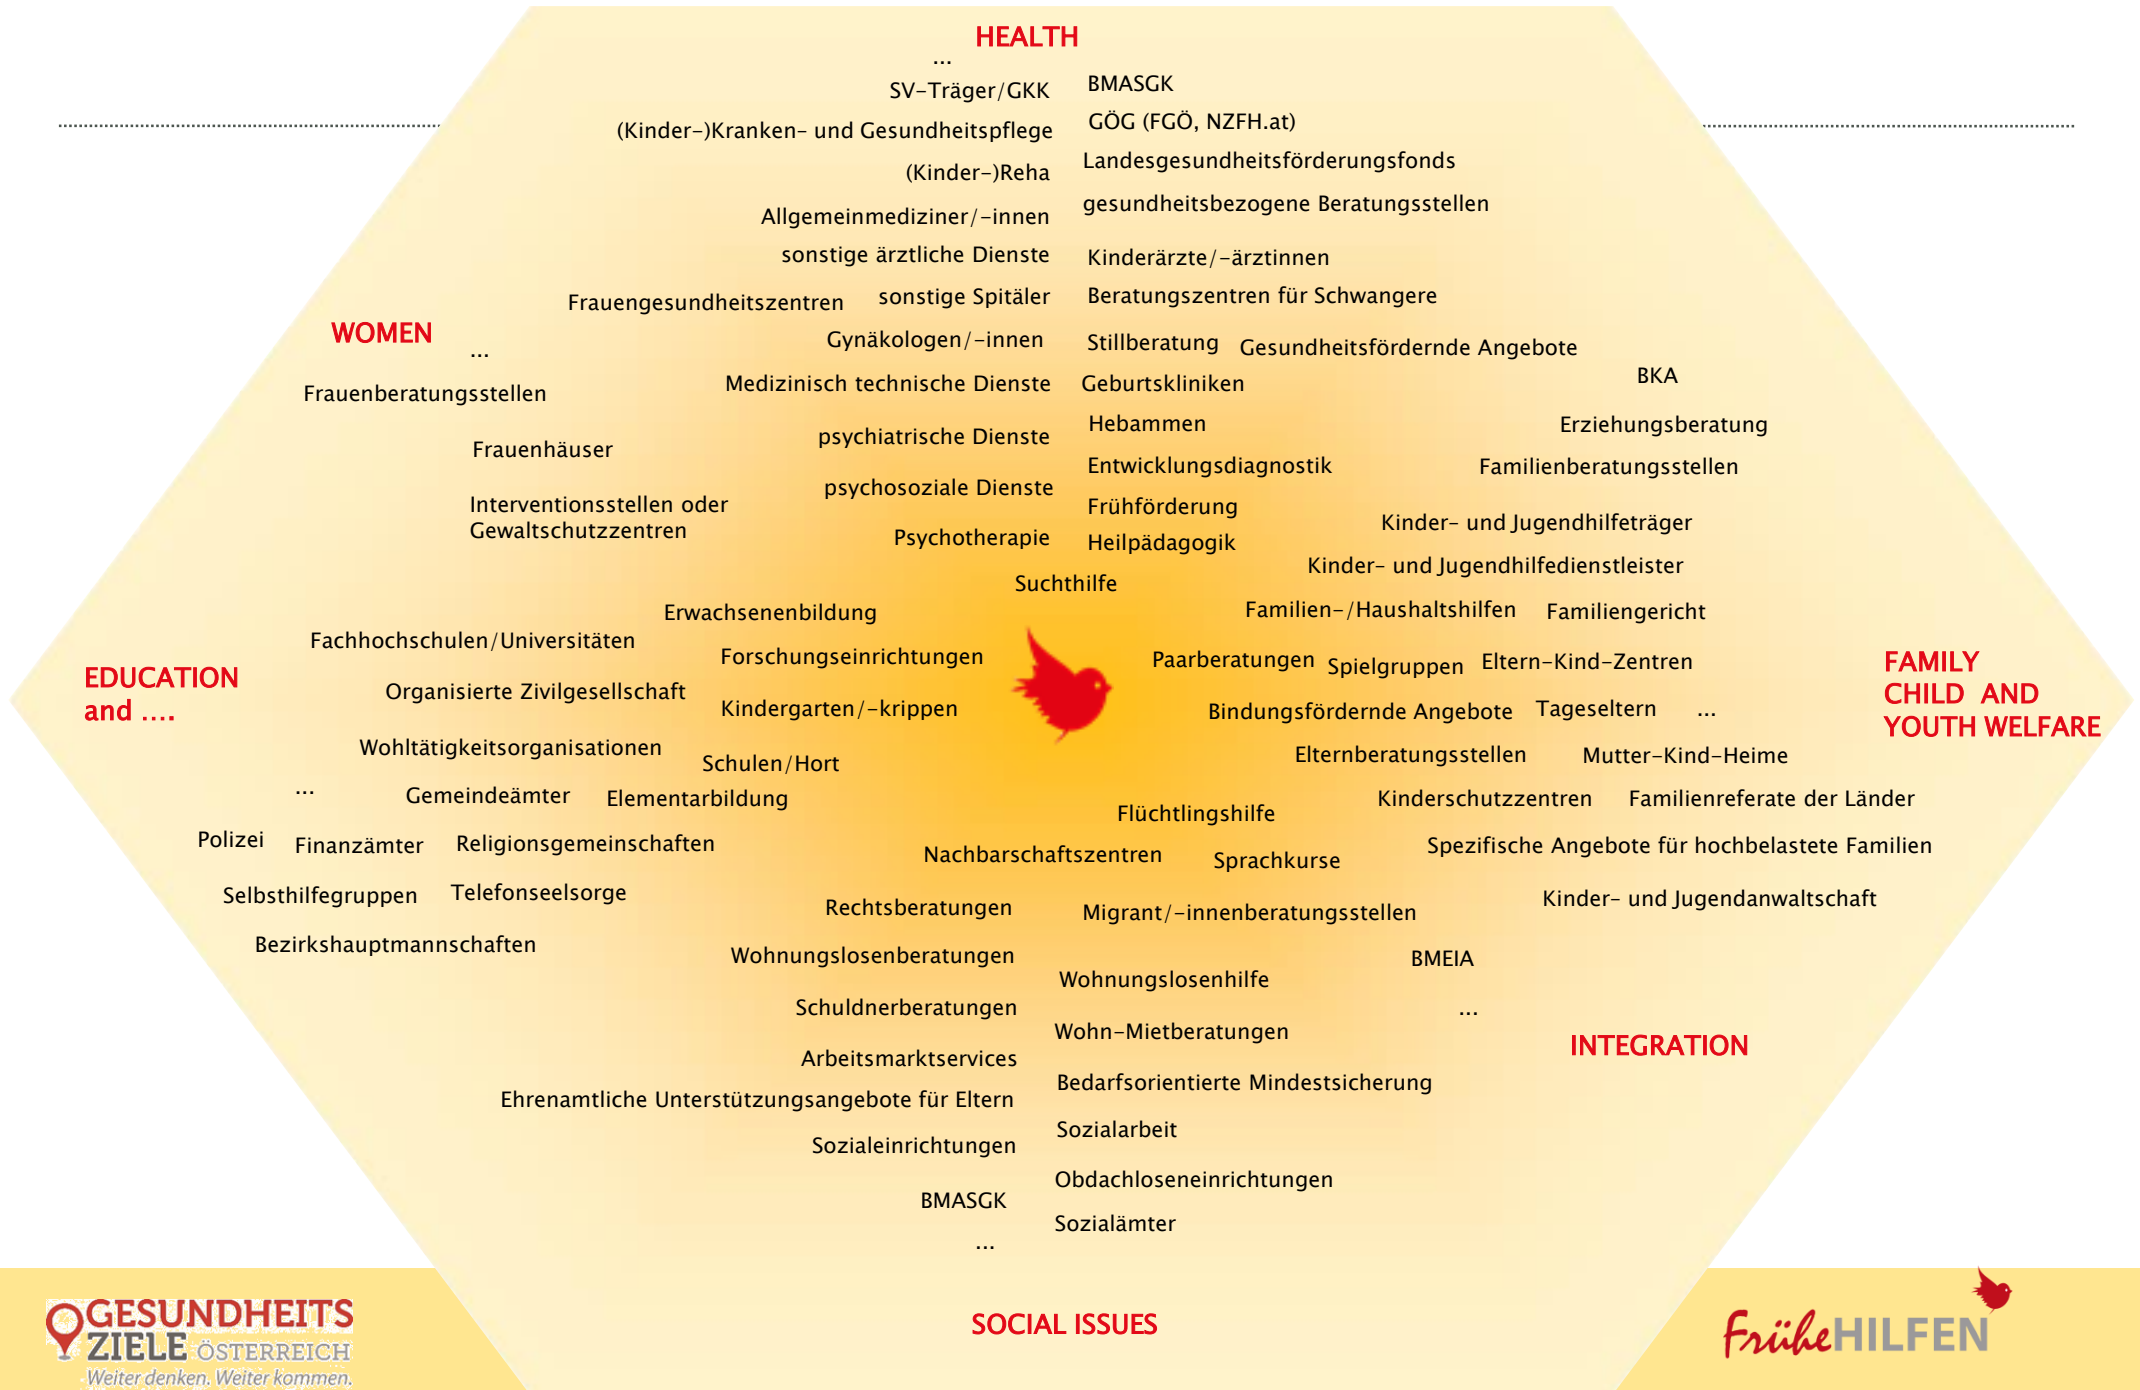 HEALTH
...
SV-Träger/GKK
BMASGK
(Kinder-)Kranken- und Gesundheitspflege
GÖG (FGÖ, NZFH.at)
(Kinder-)Reha
Landesgesundheitsförderungsfonds
Allgemeinmediziner/-innen
gesundheitsbezogene Beratungsstellen
sonstige ärztliche Dienste
Kinderärzte/-ärztinnen
Frauengesundheitszentren
sonstige Spitäler
Beratungszentren für Schwangere
WOMEN
...
Gynäkologen/-innen
Stillberatung
Gesundheitsfördernde Angebote
Frauenberatungsstellen
Medizinisch technische Dienste
Geburtskliniken
BKA
Frauenhäuser
psychiatrische Dienste
Hebammen
Erziehungsberatung
Entwicklungsdiagnostik
Familienberatungsstellen
Interventionsstellen oder
Gewaltschutzzentren
psychosoziale Dienste
Frühförderung
Kinder- und Jugendhilfeträger
Psychotherapie
Heilpädagogik
Kinder- und Jugendhilfedienstleister
Suchthilfe
Erwachsenenbildung
Familien-/Haushaltshilfen
Familiengericht
Fachhochschulen/Universitäten
Forschungseinrichtungen
Paarberatungen
Spielgruppen
Eltern-Kind-Zentren
EDUCATION
and ....
FAMILY
CHILD AND
YOUTH WELFARE
Organisierte Zivilgesellschaft
Kindergarten/-krippen
Bindungsfördernde Angebote
Tageseltern
...
Wohltätigkeitsorganisationen
Schulen/Hort
Elternberatungsstellen
Mutter-Kind-Heime
...
Gemeindeämter
Elementarbildung
Flüchtlingshilfe
Kinderschutzzentren
Familienreferate der Länder
Polizei
Finanzämter
Religionsgemeinschaften
Nachbarschaftszentren
Sprachkurse
Spezifische Angebote für hochbelastete Familien
Selbsthilfegruppen
Telefonseelsorge
Rechtsberatungen
Migrant/-innenberatungsstellen
Kinder- und Jugendanwaltschaft
Bezirkshauptmannschaften
Wohnungslosenberatungen
BMEIA
Wohnungslosenhilfe
Schuldnerberatungen
...
Wohn-Mietberatungen
INTEGRATION
Arbeitsmarktservices
Bedarfsorientierte Mindestsicherung
Ehrenamtliche Unterstützungsangebote für Eltern
Sozialarbeit
Sozialeinrichtungen
Obdachloseneinrichtungen
BMASGK
Sozialämter
...
SOCIAL ISSUES
GESUNDHEITS
ZIELE ÖSTERREICH
Weiter denken. Weiter kommen.
FrüheHILFEN